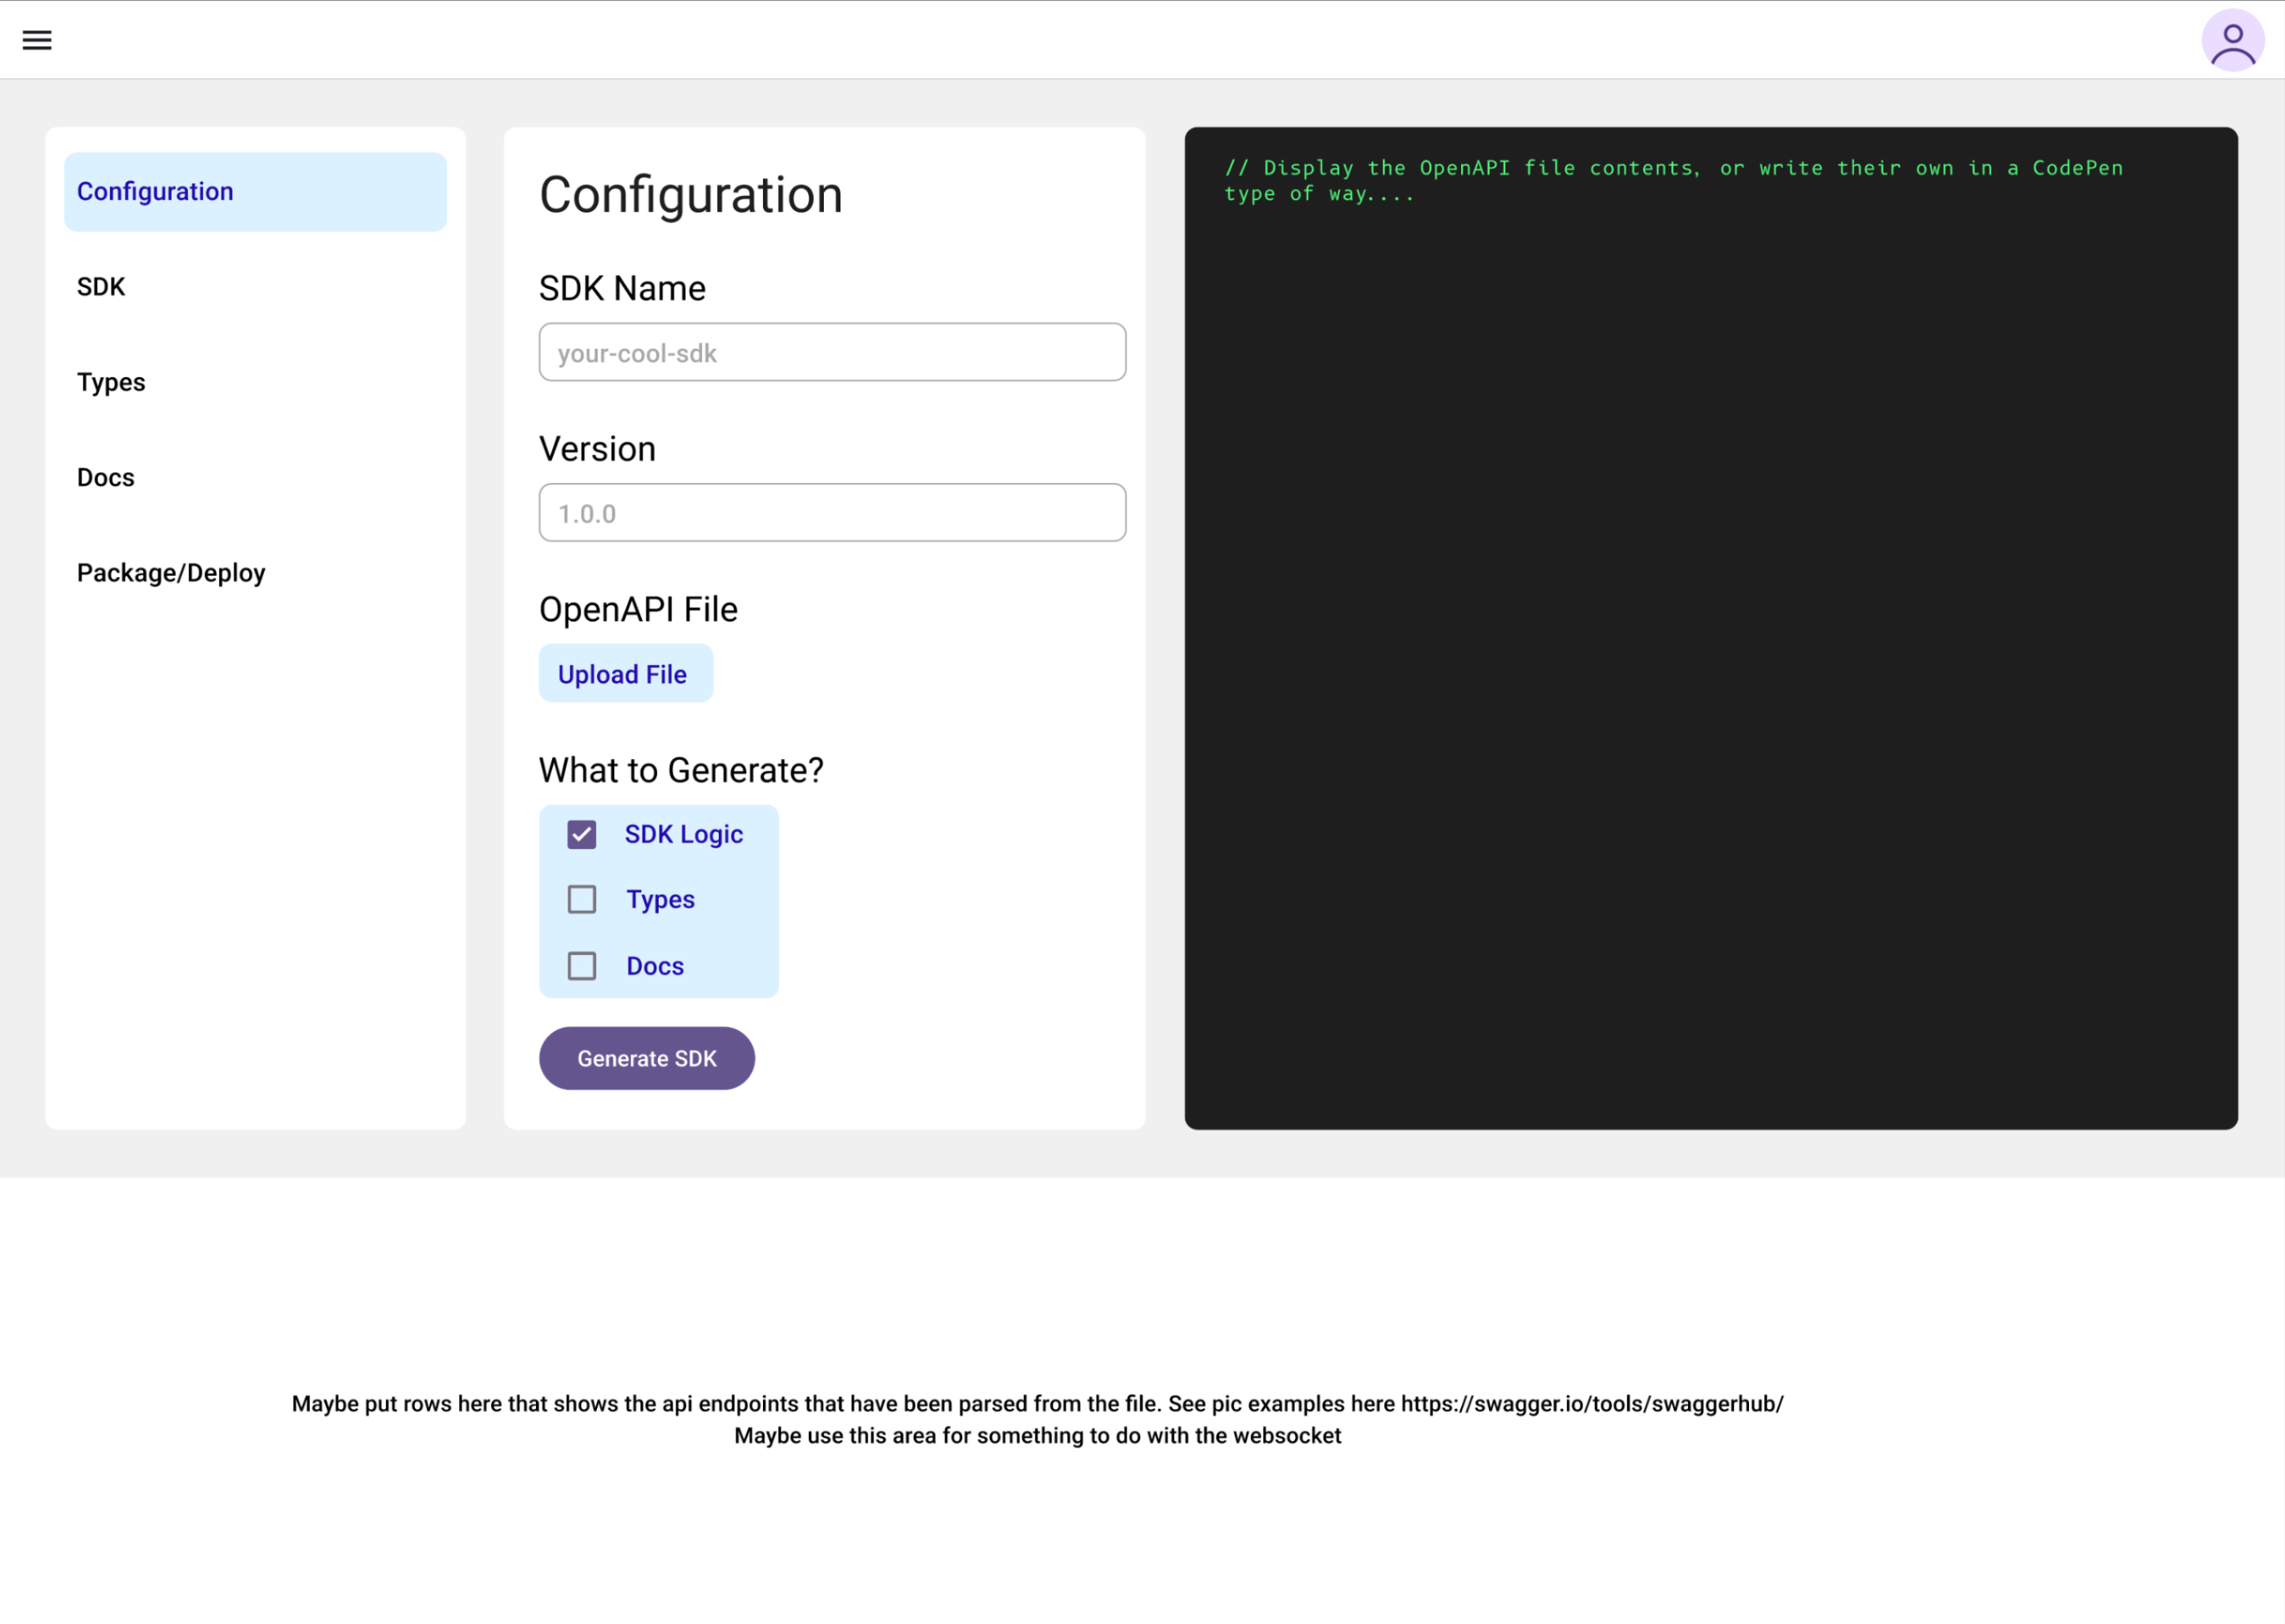 Configuration
SDK
Types
Docs
Package/Deploy
Configuration
SDK Name
your-cool-sdk
Version
1.0.0
OpenAPI File
Upload File
What to Generate?
SDK Logic
Types
Docs
Generate SDK
// Display the OpenAPI file contents, or write their own in a CodePen
type of way....
Maybe put rows here that shows the api endpoints that have been parsed from the file. See pic examples here https://swagger.io/tools/swaggerhub/
Maybe use this area for something to do with the websocket